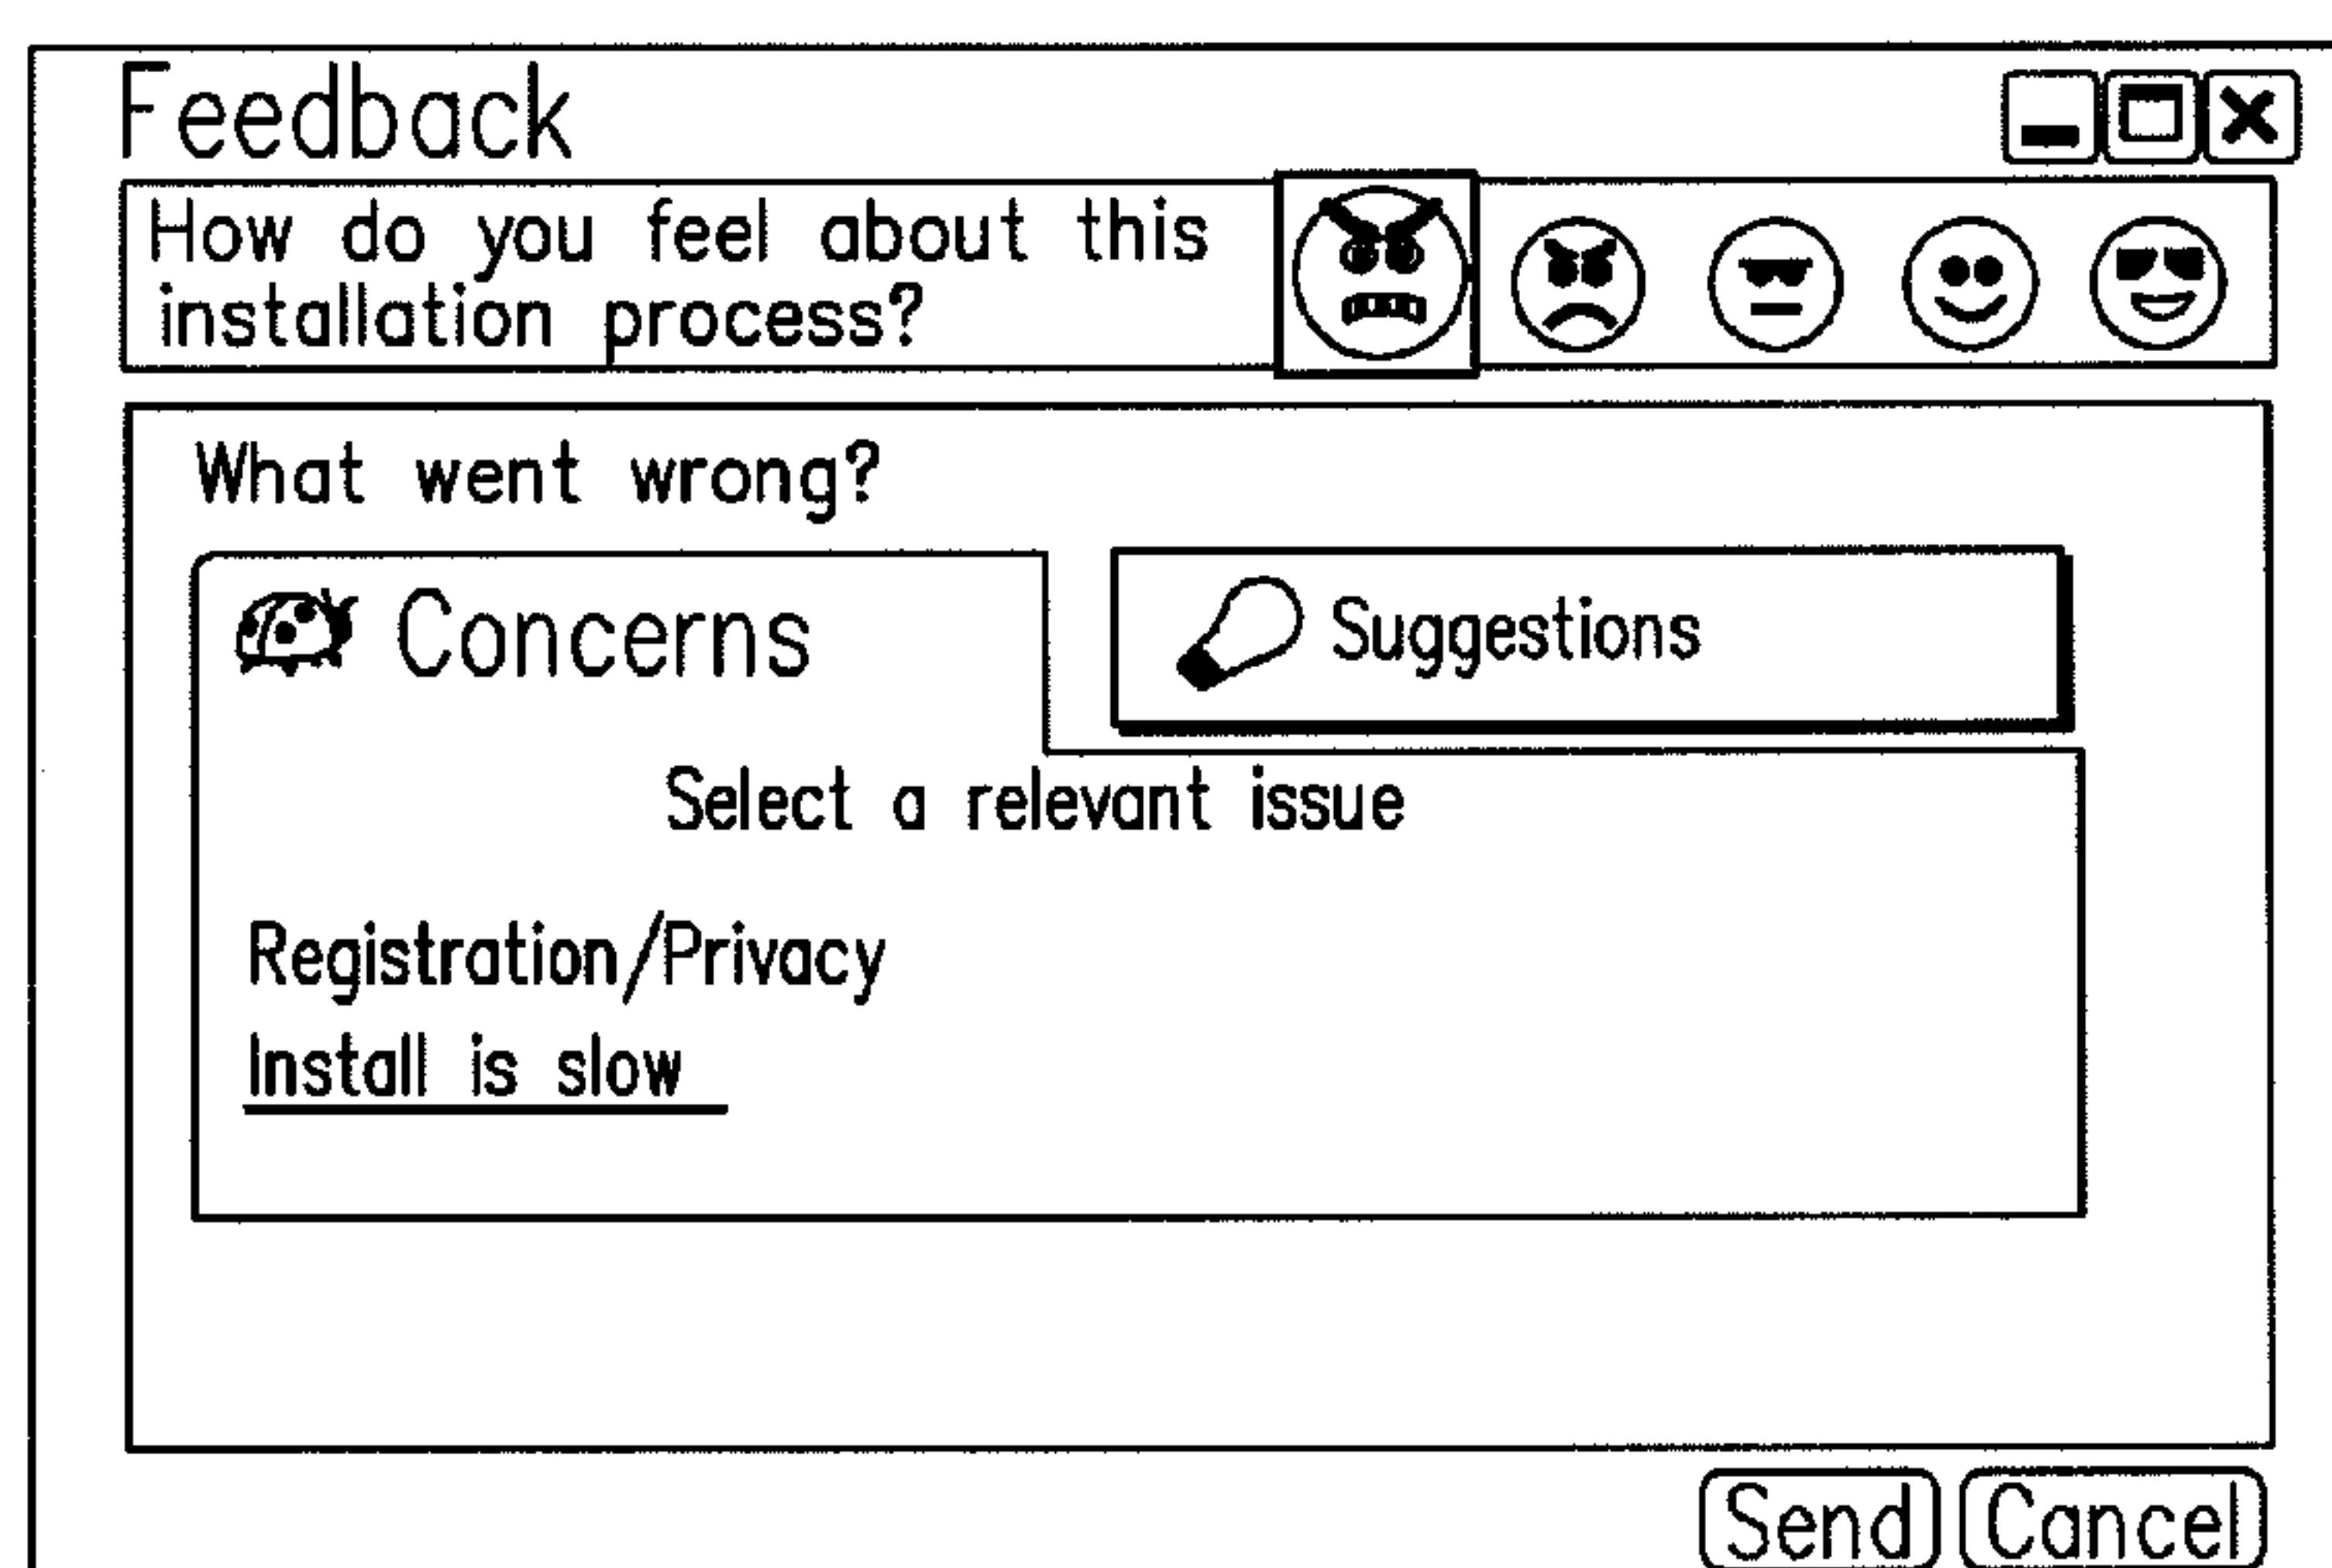 Feedback
How do you feel about this
installation process?
What went wrong?
Concerns
Suggestions
Select a relevant issue
Registration/Privacy
Install is slow
Send
Cancel